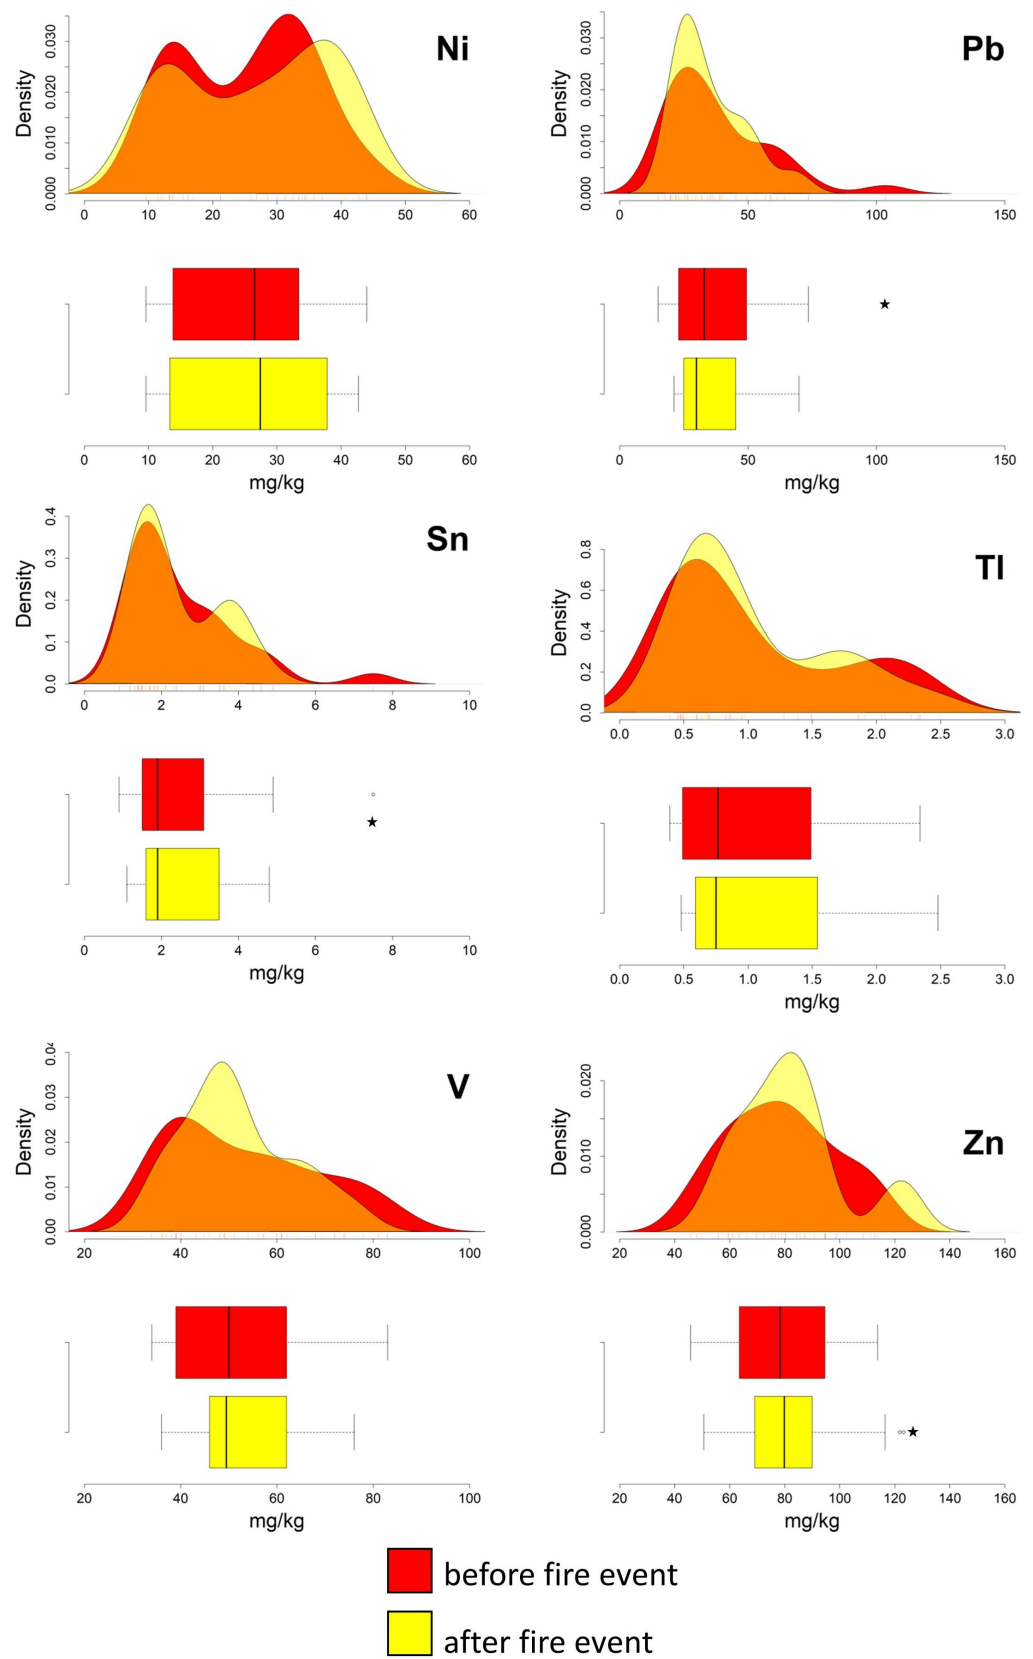 Ni
Density
0.000 0.010 0.020 0.030
0 10 20 30 40 50 60
0 10 20 30 40 50 60
mg/kg
Pb
Density
0.000 0.010 0.020 0.030
0 50 100 150
0 50 100 150
mg/kg
Sn
Density
0.0 0.1 0.2 0.3 0.4
0 2 4 6 8 10
0 2 4 6 8 10
mg/kg
Tl
Density
0.0 0.2 0.4 0.6 0.8
0.0 0.5 1.0 1.5 2.0 2.5 3.0
0.0 0.5 1.0 1.5 2.0 2.5 3.0
mg/kg
V
Density
0.00 0.01 0.02 0.03 0.04
20 40 60 80 100
20 40 60 80 100
mg/kg
Zn
Density
0.000 0.010 0.020
20 40 60 80 100 120 140 160
20 40 60 80 100 120 140 160
mg/kg
before fire event
after fire event